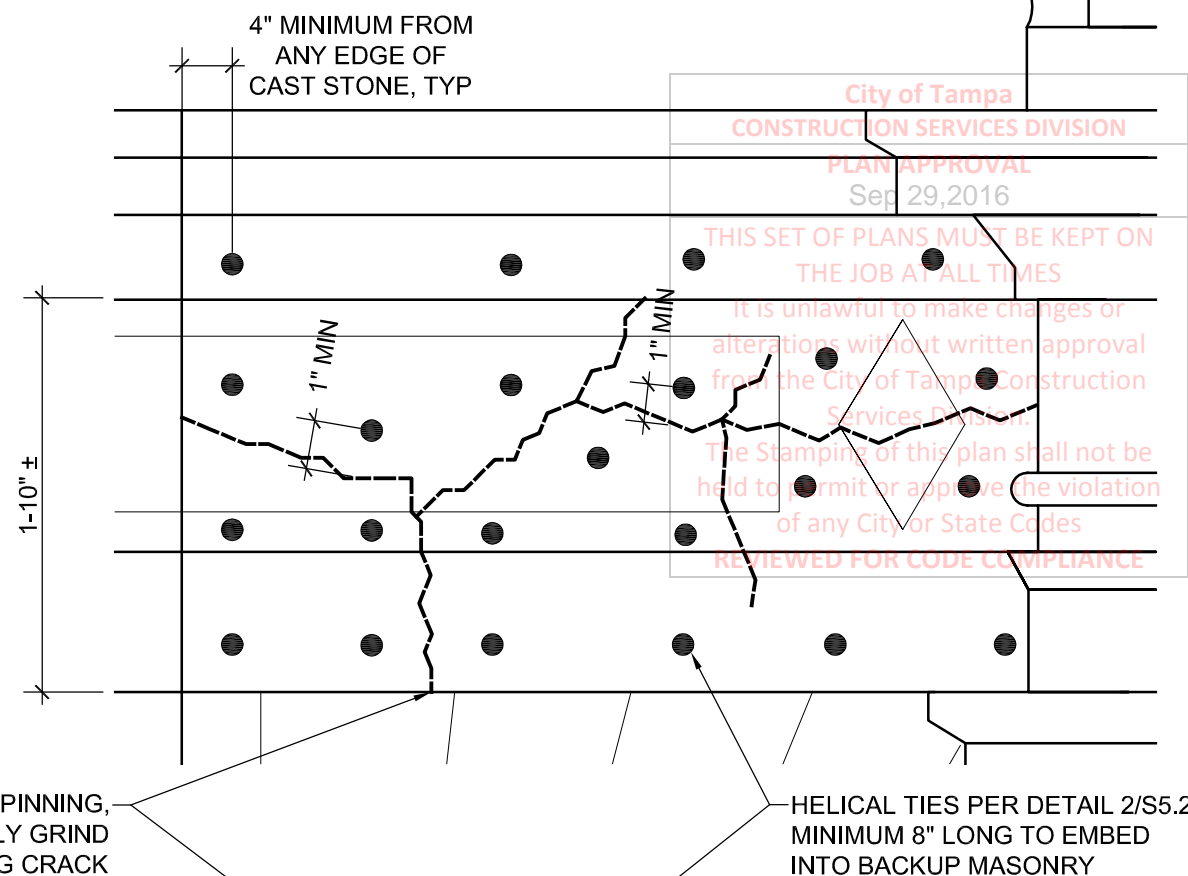 4" MINIMUM FROM
ANY EDGE OF
CAST STONE, TYP
City of Tampa
CONSTRUCTION SERVICES DIVISION
PLAN APPROVAL
Sep 29,2016
THIS SET OF PLANS MUST BE KEPT ON
THE JOB AT ALL TIMES
It is unlawful to make changes or
alterations without written approval
from the City of Tampa Construction
Services Division.
The Stamping of this plan shall not be
held to permit or approve the violation
of any City or State Codes
REVIEWED FOR CODE COMPLIANCE
1" MIN
1" MIN
1-10" ±
PINNING,
LY GRIND
G CRACK
HELICAL TIES PER DETAIL 2/S5.2
MINIMUM 8" LONG TO EMBED
INTO BACKUP MASONRY